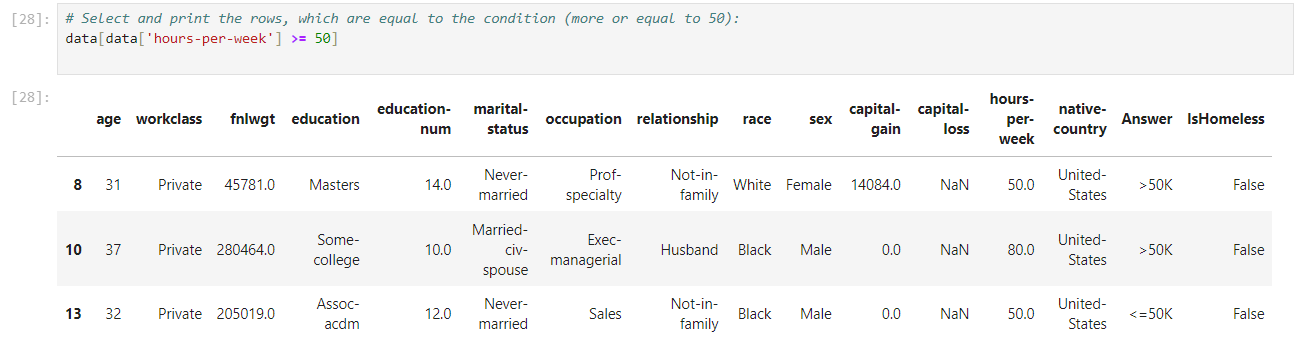 [28]: # Select and print the rows, which are equal to the condition (more or equal to 50):
data[data['hours-per-week'] >= 50]
[28]:
age workclass fnlwgt education education-num marital-status occupation relationship race sex capital-gain capital-loss hours-per-week native-country Answer IsHomeless
8 31 Private 45781.0 Masters 14.0 Never-married Prof-specialty Not-in-family White Female 14084.0 NaN 50.0 United-States >50K False
10 37 Private 280464.0 Some-college 10.0 Married-civ-spouse Exec-managerial Husband Black Male 0.0 NaN 80.0 United-States >50K False
13 32 Private 205019.0 Assoc-acdm 12.0 Never-married Sales Not-in-family Black Male 0.0 NaN 50.0 United-States <=50K False